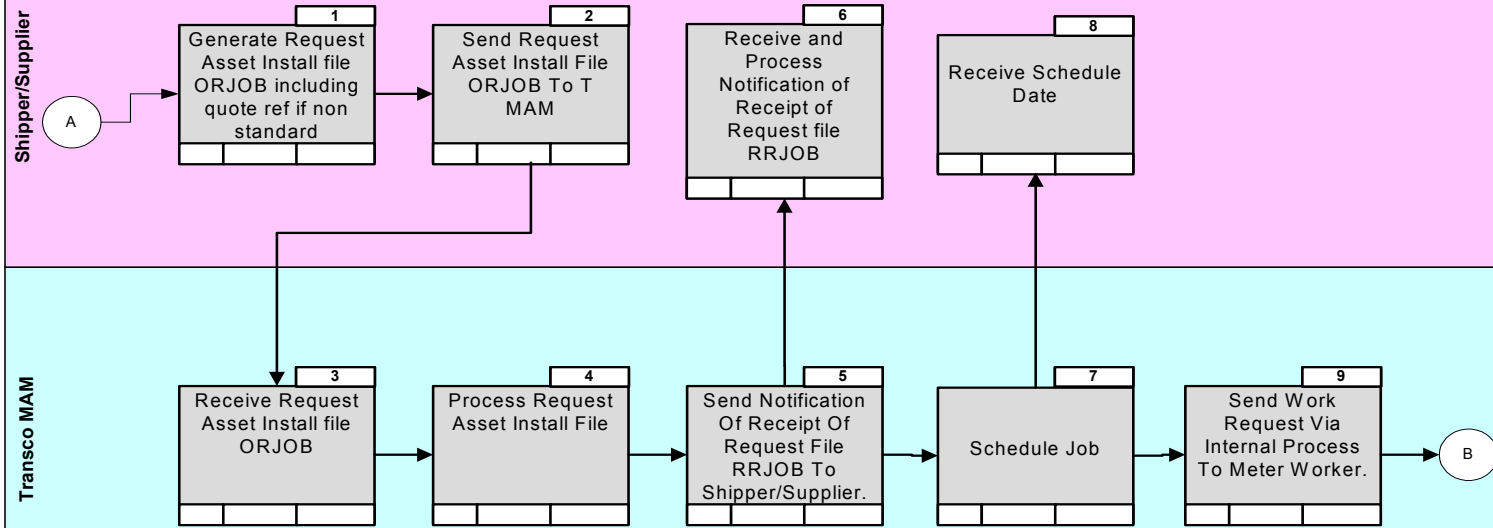 Shipper/Supplier
A
1
Generate Request
Asset Install file
ORJOB including
quote ref if non
standard
2
Send Request
Asset Install File
ORJOB To T
MAM
6
Receive and
Process
Notification of
Receipt of
Request file
RRJOB
8
Receive Schedule
Date
Transco MAM
3
Receive Request
Asset Install file
ORJOB
4
Process Request
Asset Install File
5
Send Notification
Of Receipt Of
Request File
RRJOB To
Shipper/Supplier.
7
Schedule Job
9
Send Work
Request Via
Internal Process
To Meter Worker.
B